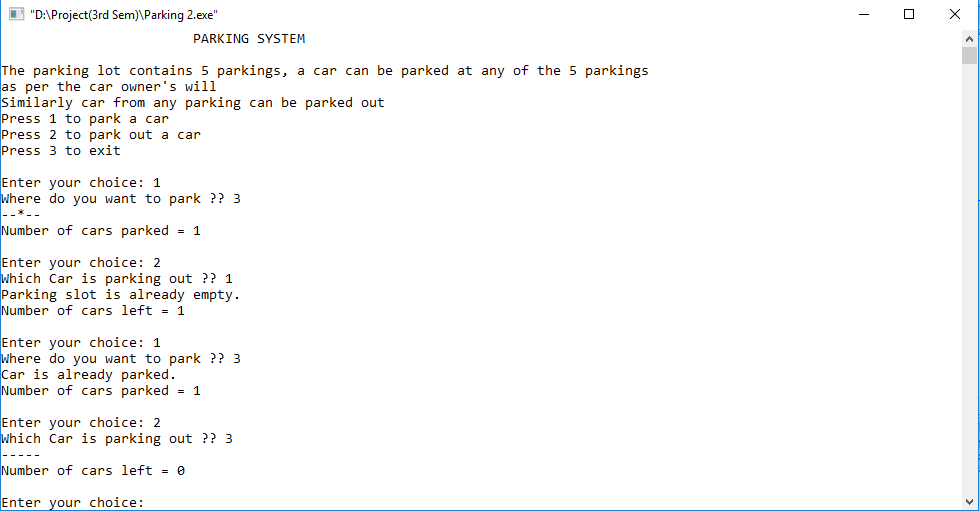 "D:\Project(3rd Sem)\Parking 2.exe"
PARKING SYSTEM
The parking lot contains 5 parkings, a car can be parked at any of the 5 parkings
as per the car owner's will
Similarly car from any parking can be parked out
Press 1 to park a car
Press 2 to park out a car
Press 3 to exit
Enter your choice: 1
Where do you want to park ?? 3
--*--
Number of cars parked = 1
Enter your choice: 2
Which Car is parking out ?? 1
Parking slot is already empty.
Number of cars left = 1
Enter your choice: 1
Where do you want to park ?? 3
Car is already parked.
Number of cars parked = 1
Enter your choice: 2
Which Car is parking out ?? 3
-----
Number of cars left = 0
Enter your choice: